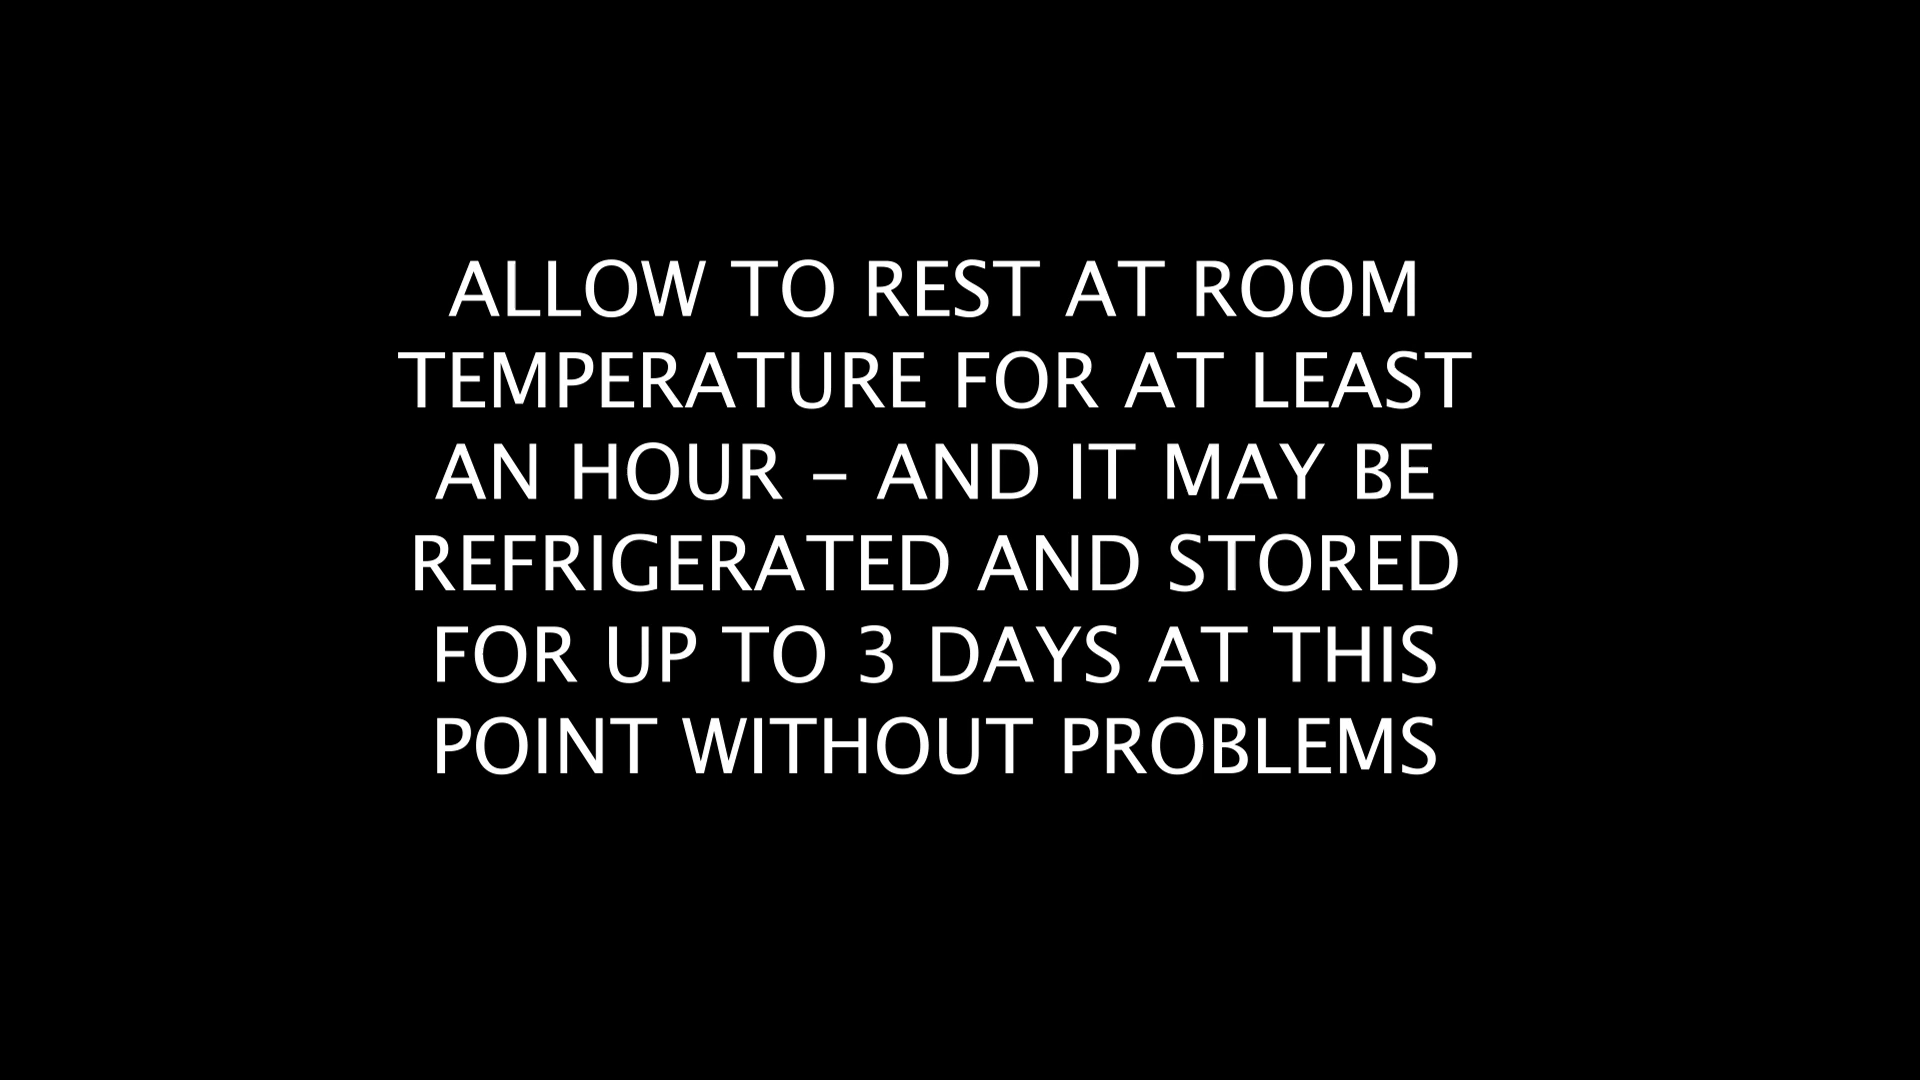 ALLOW TO REST AT ROOM
TEMPERATURE FOR AT LEAST
AN HOUR – AND IT MAY BE
REFRIGERATED AND STORED
FOR UP TO 3 DAYS AT THIS
POINT WITHOUT PROBLEMS